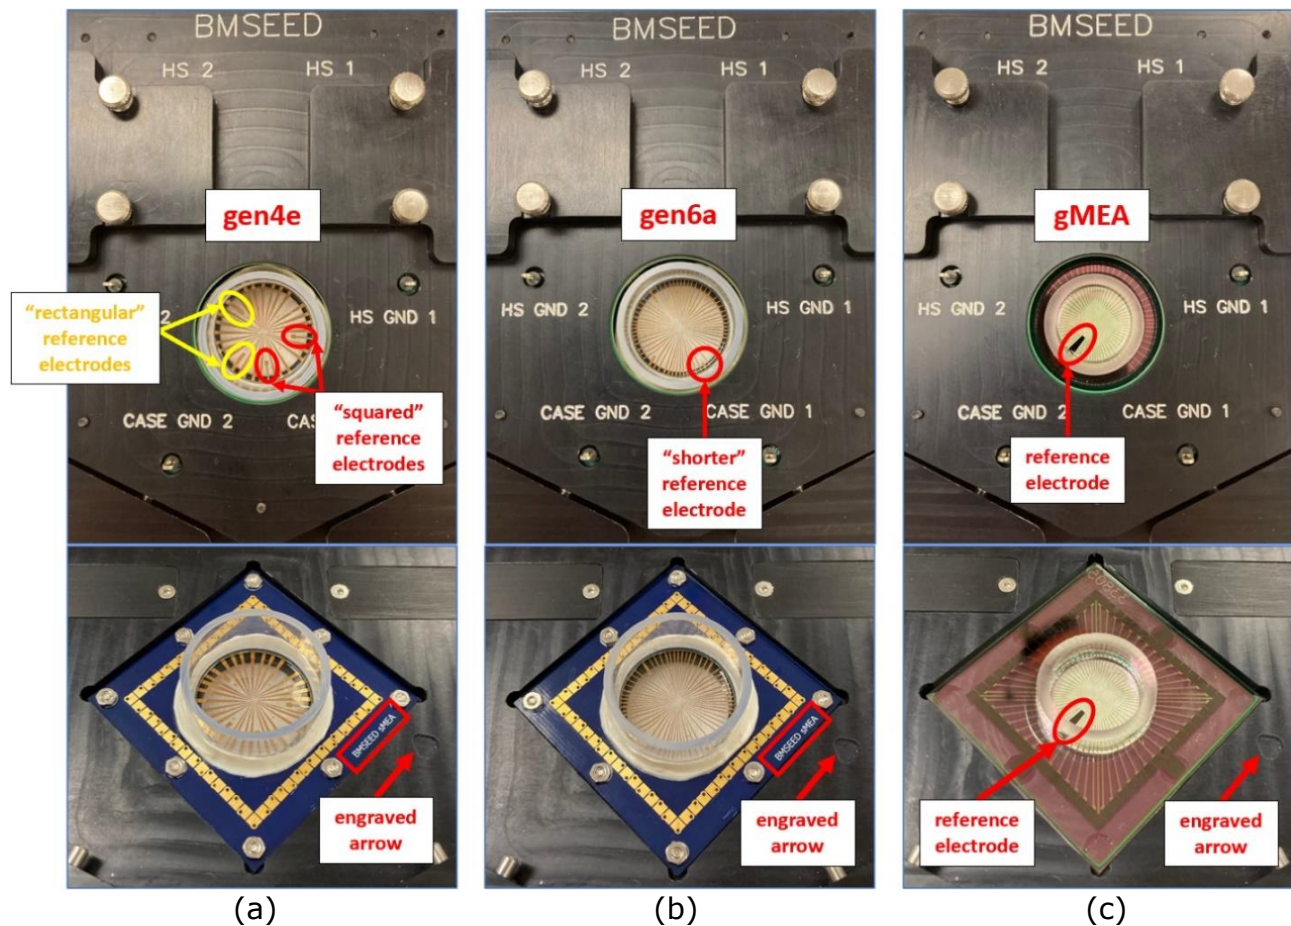 BMSEED
HS 2
HS 1
gen4e
"rectangular"
reference
electrodes
2
HS GND 1
"squared"
reference
electrodes
CASE GND 2
CAS
BMSEED sMEA
engraved
arrow
(a)
BMSEED
HS 2
HS 1
gen6a
HS GND 2
HS GND 1
CASE GND 2
CASE GND 1
"shorter"
reference
electrode
BMSEED sMEA
engraved
arrow
(b)
BMSEED
HS 2
HS 1
gMEA
HS GND 2
HS GND 1
CASE GND 2
CASE GND 1
reference
electrode
reference
electrode
engraved
arrow
(c)